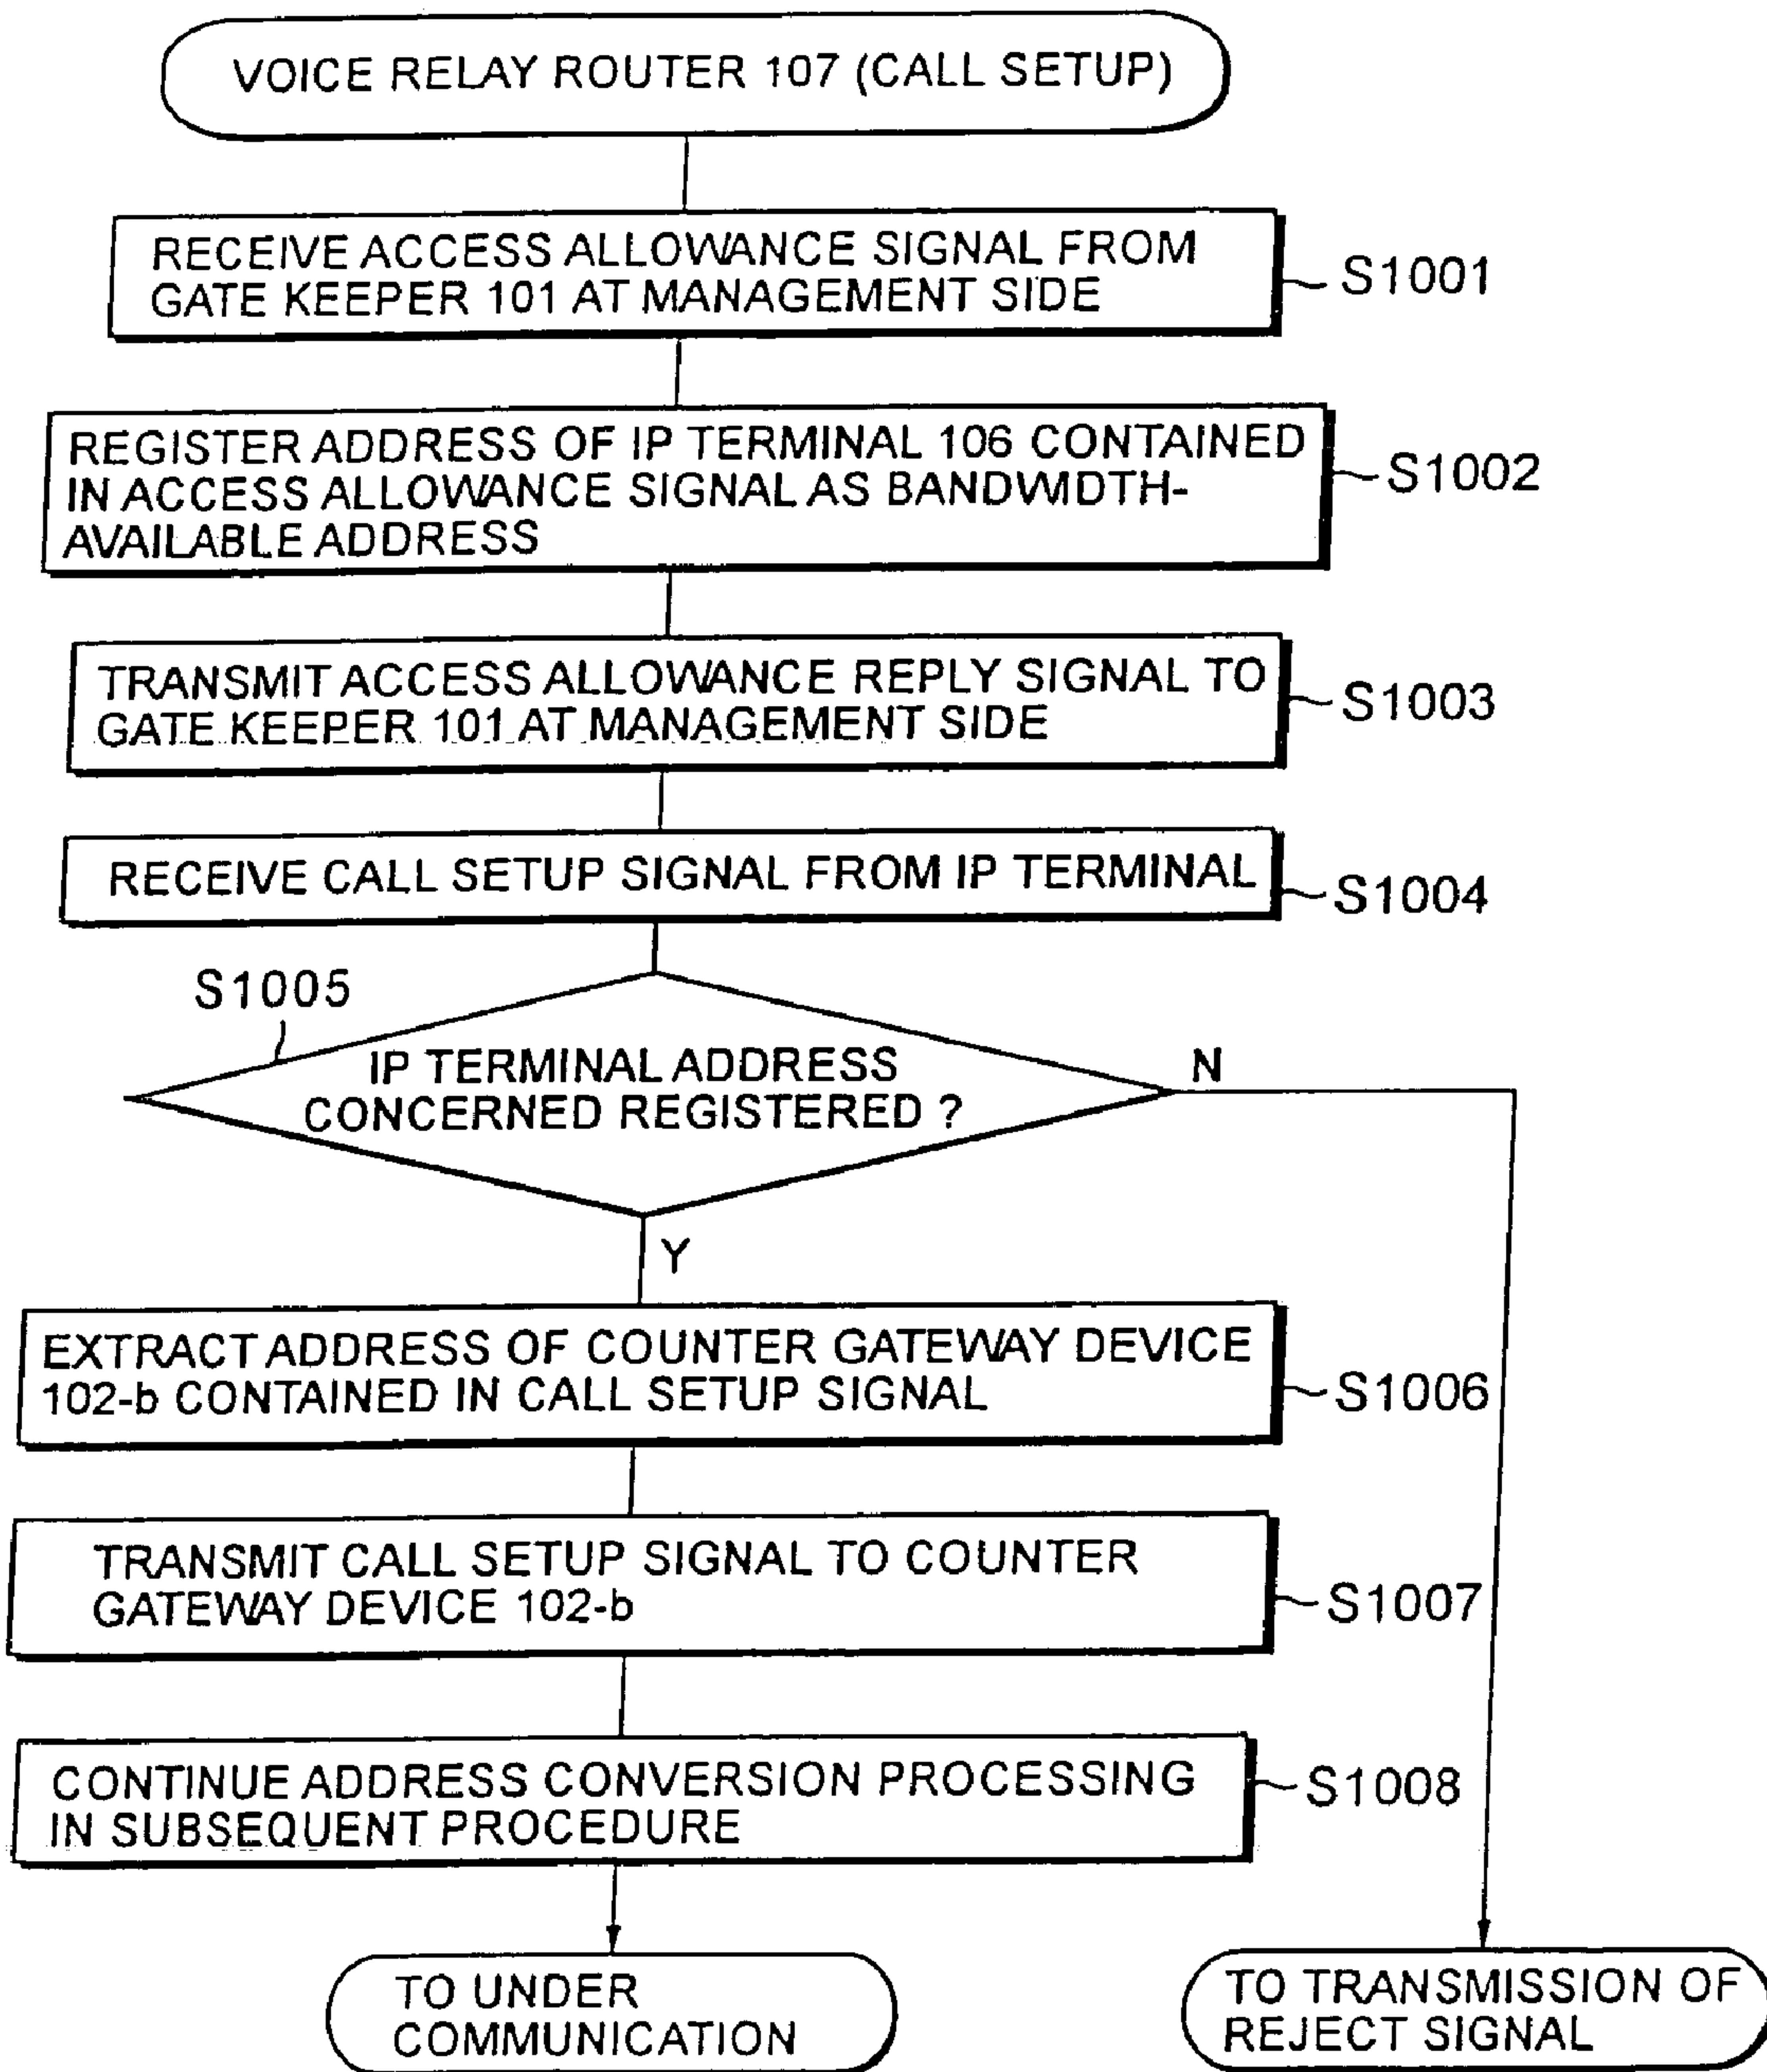 VOICE RELAY ROUTER 107 (CALL SETUP)
RECEIVE ACCESS ALLOWANCE SIGNAL FROM
GATE KEEPER 101 AT MANAGEMENT SIDE
S1001
REGISTER ADDRESS OF IP TERMINAL 106 CONTAINED
IN ACCESS ALLOWANCE SIGNAL AS BANDWIDTH-
AVAILABLE ADDRESS
S1002
TRANSMIT ACCESS ALLOWANCE REPLY SIGNAL TO
GATE KEEPER 101 AT MANAGEMENT SIDE
S1003
RECEIVE CALL SETUP SIGNAL FROM IP TERMINAL
S1004
S1005
IP TERMINAL ADDRESS
CONCERNED REGISTERED ?
N
Y
EXTRACT ADDRESS OF COUNTER GATEWAY DEVICE
102-b CONTAINED IN CALL SETUP SIGNAL
S1006
TRANSMIT CALL SETUP SIGNAL TO COUNTER
GATEWAY DEVICE 102-b
S1007
CONTINUE ADDRESS CONVERSION PROCESSING
IN SUBSEQUENT PROCEDURE
S1008
TO UNDER
COMMUNICATION
TO TRANSMISSION OF
REJECT SIGNAL